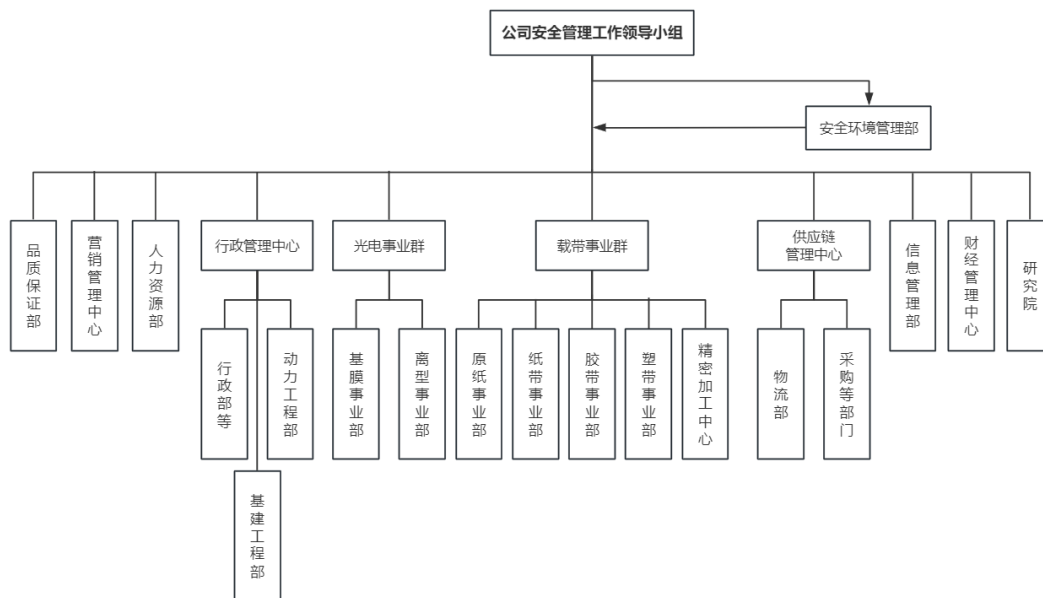 公司安全管理工作领导小组
安全环境管理部
品质保证部
营销管理中心
人力资源部
行政管理中心
光电事业群
载带事业群
供应链
管理中心
信息管理部
财经管理中心
研究院
行政部等
动力工程部
基膜事业部
离型事业部
原纸事业部
纸带事业部
胶带事业部
塑带事业部
精密加工中心
物流部
采购等部门
基建工程部